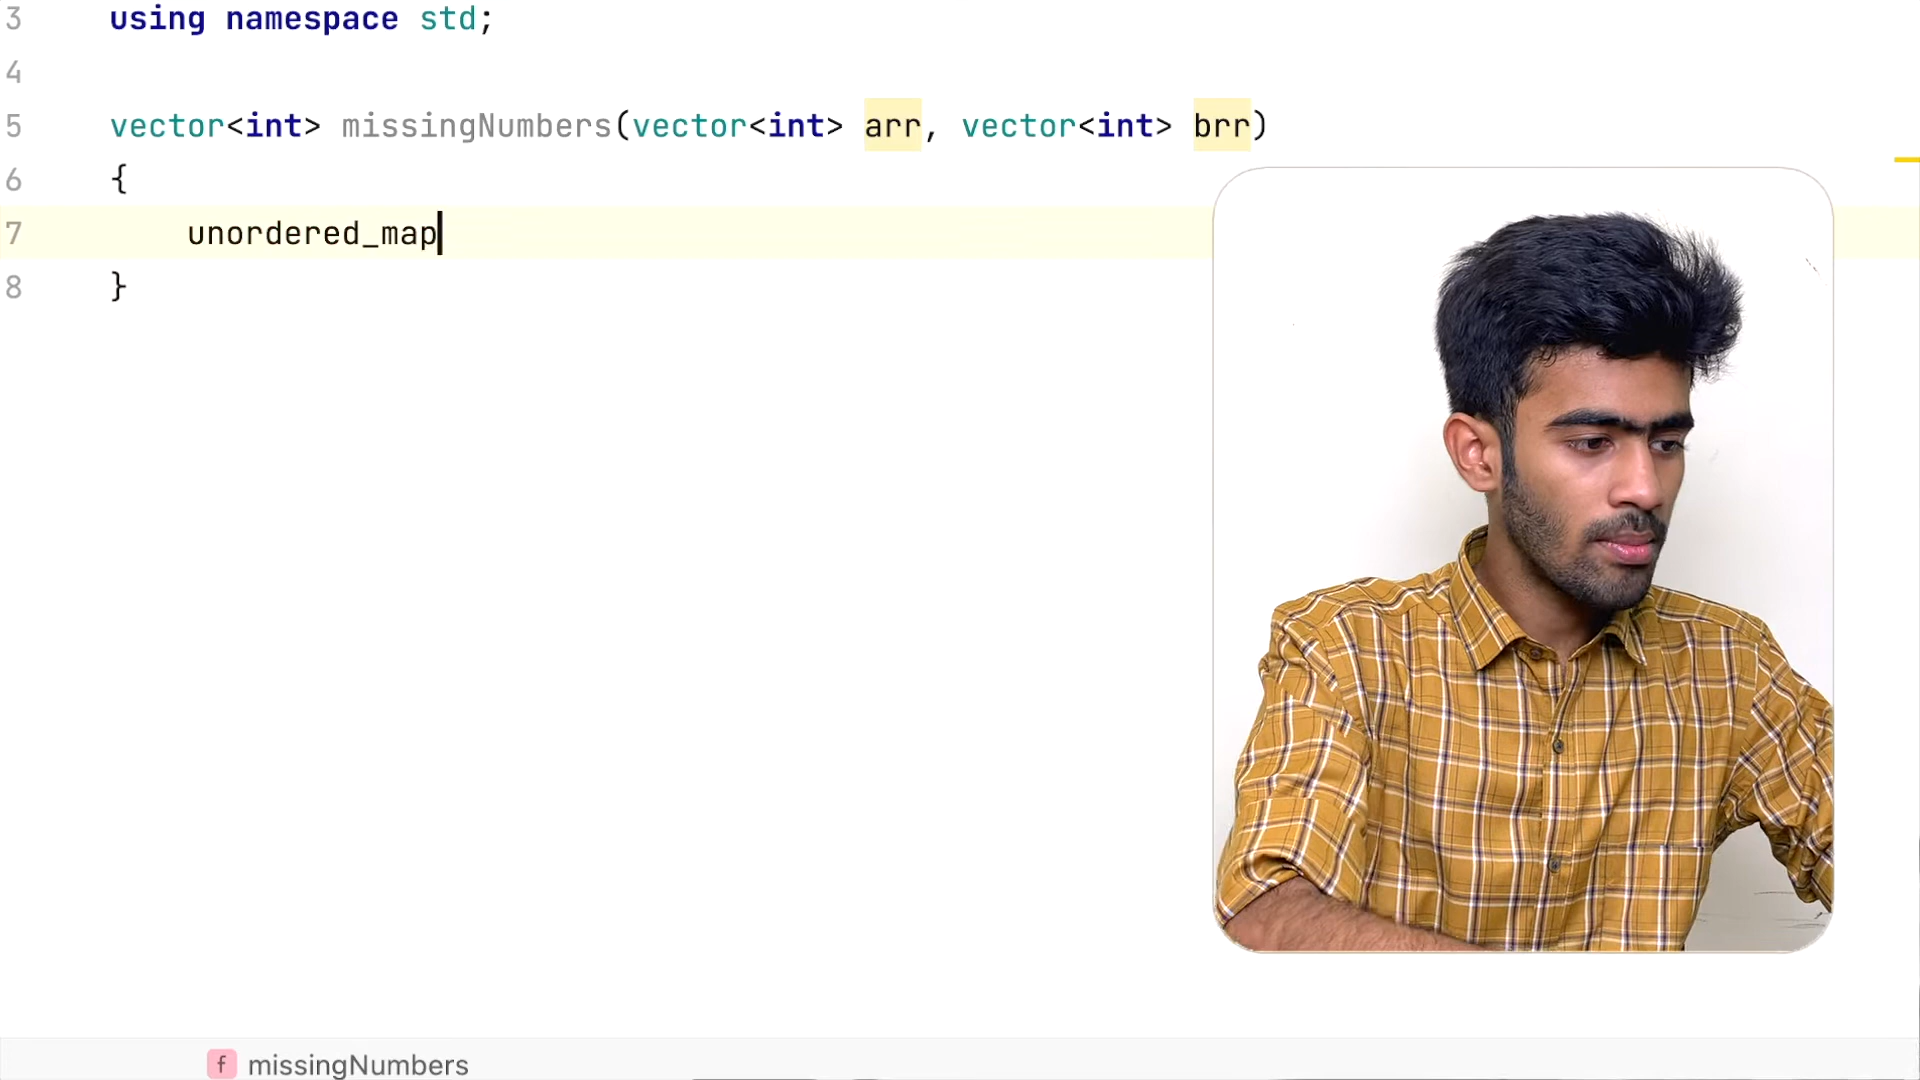 3 using namespace std;
4
5 vector<int> missingNumbers(vector<int> arr, vector<int> brr)
6 {
7 unordered_map
8 }
f missingNumbers